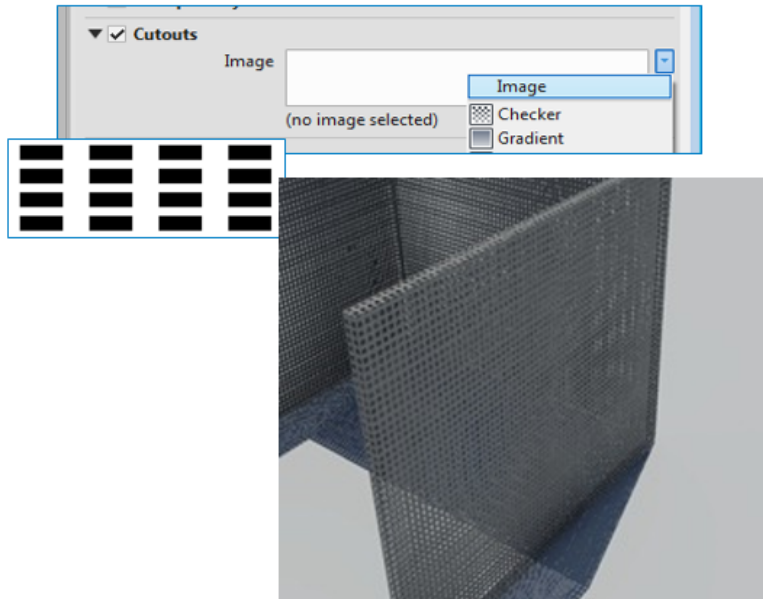 Cutouts
Image
Image
Checker
(no image selected)
Gradient